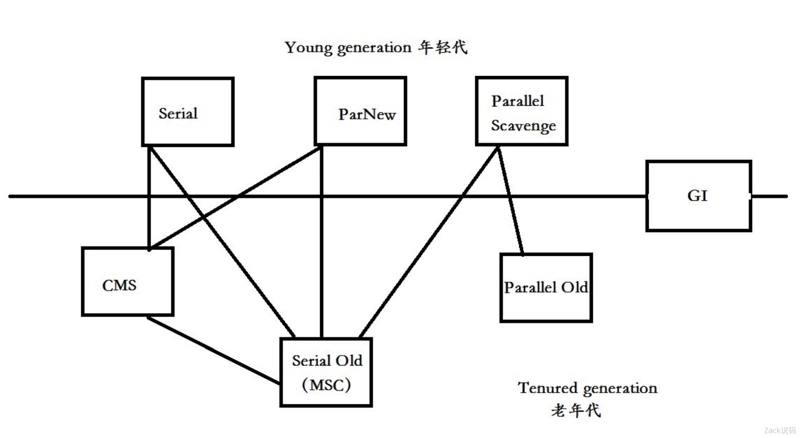 Young generation 年轻代
Serial
ParNew
Parallel
Scavenge
GI
CMS
Parallel Old
Serial Old
（MSC）
Tenured generation
老年代
Zack说码